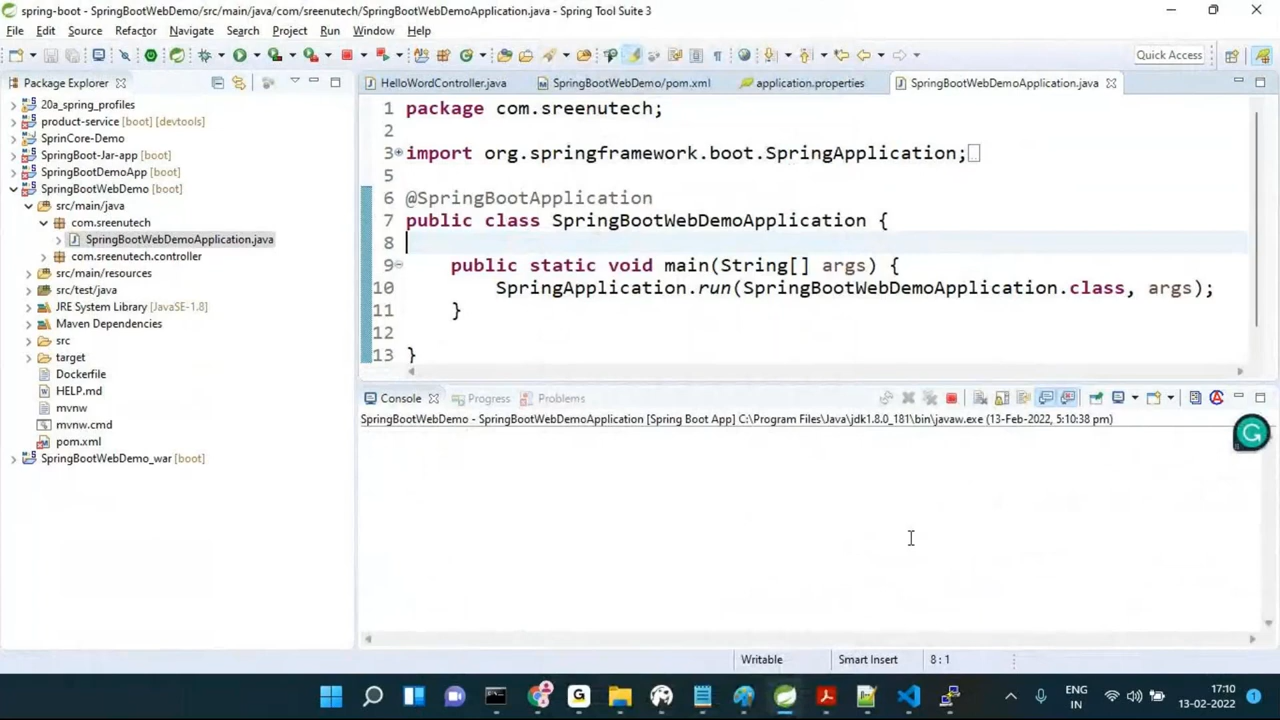 spring-boot - SpringBootWebDemo/src/main/java/com/sreenutech/SpringBootWebDemoApplication.java - Spring Tool Suite 3
File Edit Source Refactor Navigate Search Project Run Window Help
Quick Access
Package Explorer
HelloWordController.java SpringBootWebDemo/pom.xml application.properties SpringBootWebDemoApplication.java
20a_spring_profiles
product-service [boot] [devtools]
SprinCore-Demo
SpringBoot-Jar-app [boot]
SpringBootDemoApp [boot]
SpringBootWebDemo [boot]
src/main/java
com.sreenutech
SpringBootWebDemoApplication.java
com.sreenutech.controller
src/main/resources
src/test/java
JRE System Library [JavaSE-1.8]
Maven Dependencies
src
target
Dockerfile
HELP.md
mvnw
mvnw.cmd
pom.xml
SpringBootWebDemo_war [boot]
1 package com.sreenutech;
2
3 import org.springframework.boot.SpringApplication;
5
6 @SpringBootApplication
7 public class SpringBootWebDemoApplication {
8
9 public static void main(String[] args) {
10 SpringApplication.run(SpringBootWebDemoApplication.class, args);
11 }
12
13 }
Console Progress Problems
SpringBootWebDemo - SpringBootWebDemoApplication [Spring Boot App] C:\Program Files\Java\jdk1.8.0_181\bin\javaw.exe (13-Feb-2022, 5:10:38 pm)
Writable Smart Insert 8 : 1
ENG
IN
17:10
13-02-2022
1